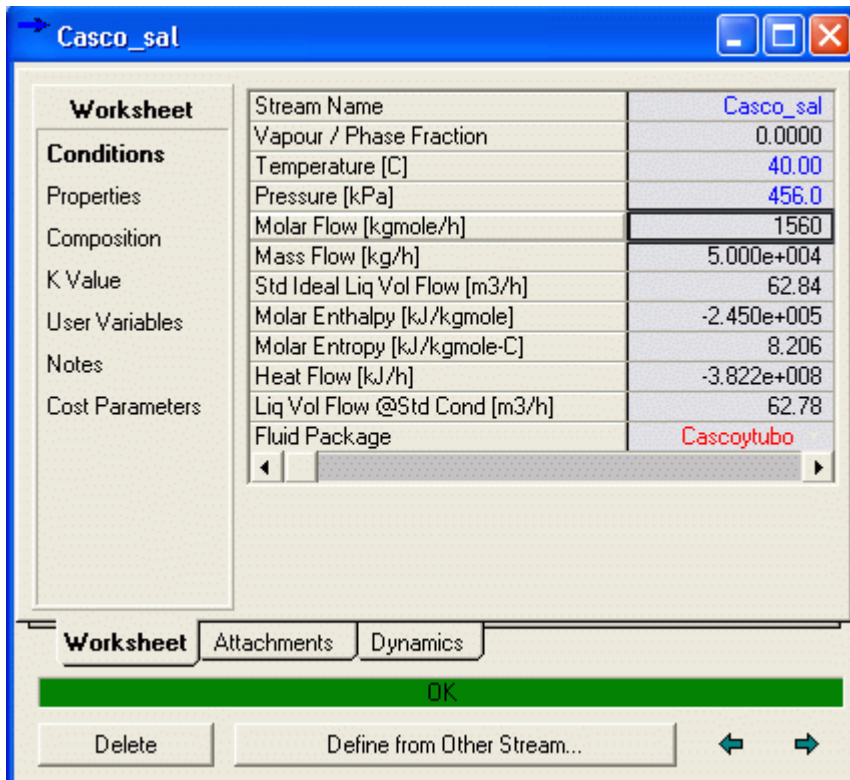 Casco_sal
Worksheet
Conditions
Properties
Composition
K Value
User Variables
Notes
Cost Parameters
Stream Name Casco_sal
Vapour / Phase Fraction 0.0000
Temperature [C] 40.00
Pressure [kPa] 456.0
Molar Flow [kgmole/h] 1560
Mass Flow [kg/h] 5.000e+004
Std Ideal Liq Vol Flow [m3/h] 62.84
Molar Enthalpy [kJ/kgmole] -2.450e+005
Molar Entropy [kJ/kgmole-C] 8.206
Heat Flow [kJ/h] -3.822e+008
Liq Vol Flow @Std Cond [m3/h] 62.78
Fluid Package Cascoytubo
Worksheet Attachments Dynamics
OK
Delete Define from Other Stream...